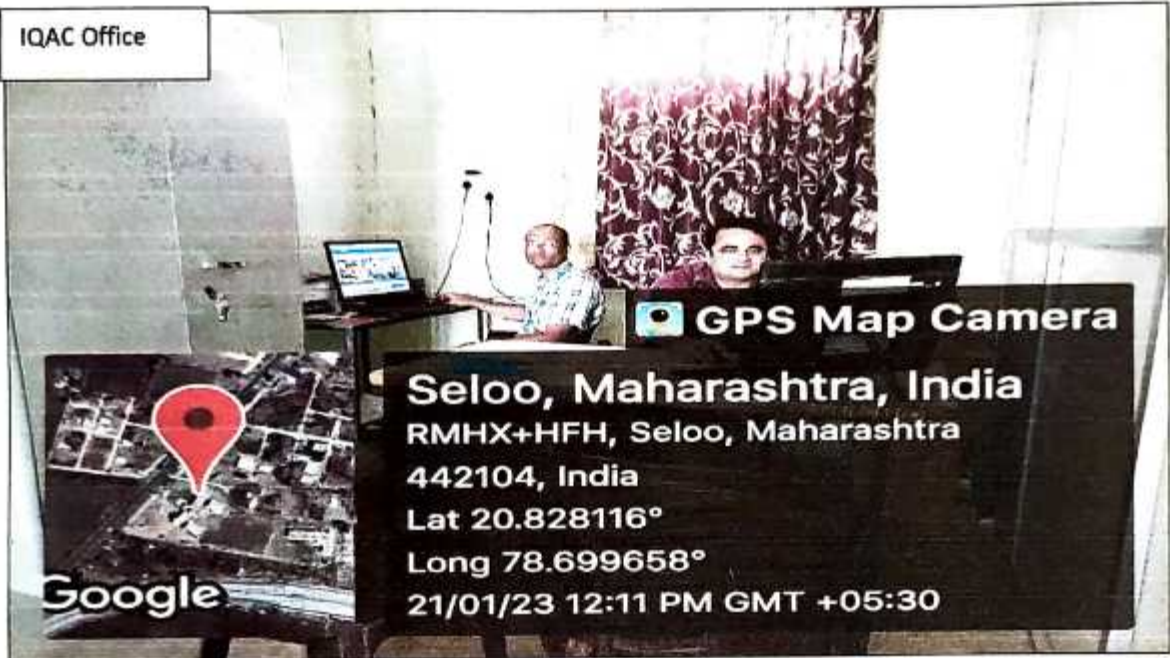 IQAC Office
GPS Map Camera
Seloo, Maharashtra, India
RMHX+HFH, Seloo, Maharashtra
442104, India
Lat 20.828116°
Long 78.699658°
21/01/23 12:11 PM GMT +05:30
Google